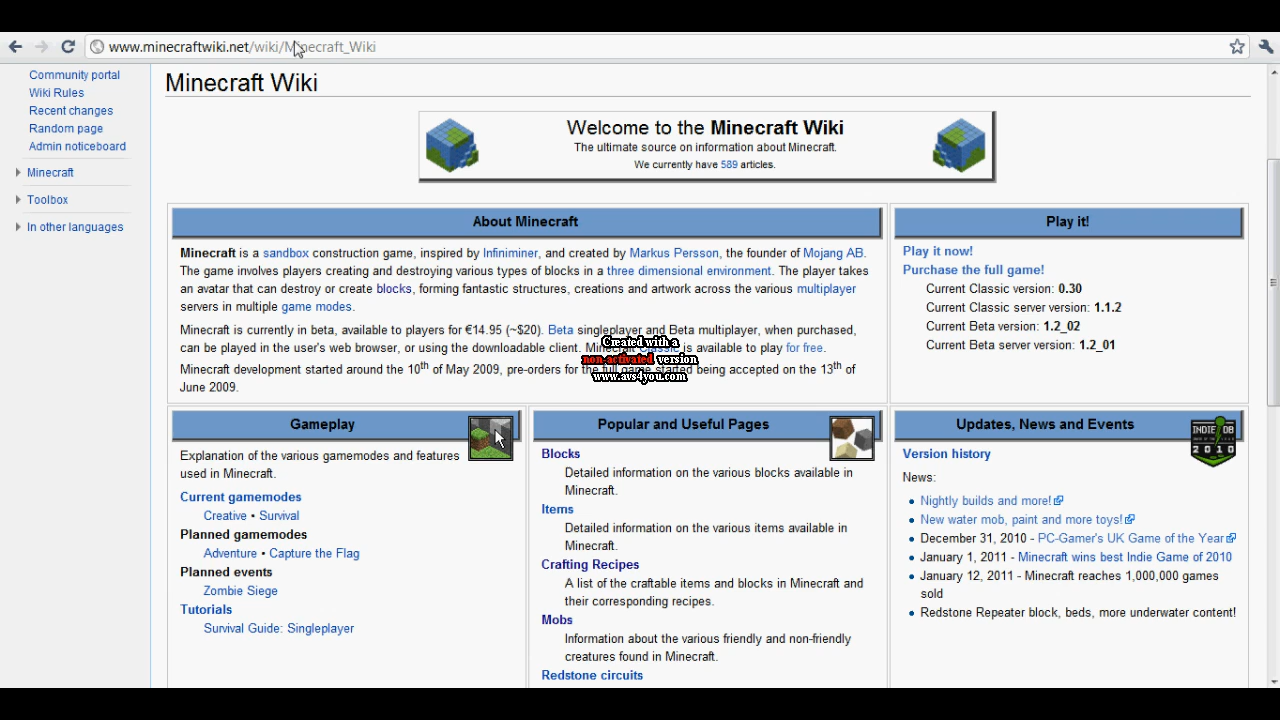 www.minecraftwiki.net/wiki/Minecraft_Wiki
Community portal
Wiki Rules
Recent changes
Random page
Admin noticeboard
Minecraft
Toolbox
In other languages
Minecraft Wiki
Welcome to the Minecraft Wiki
The ultimate source on information about Minecraft.
We currently have 589 articles.
About Minecraft
Minecraft is a sandbox construction game, inspired by Infiniminer, and created by Markus Persson, the founder of Mojang AB.
The game involves players creating and destroying various types of blocks in a three dimensional environment. The player takes
an avatar that can destroy or create blocks, forming fantastic structures, creations and artwork across the various multiplayer
servers in multiple game modes.
Minecraft is currently in beta, available to players for €14.95 (~$20). Beta singleplayer and Beta multiplayer, when purchased,
can be played in the user's web browser, or using the downloadable client. Minecraft is available to play for free.
Minecraft development started around the 10th of May 2009, pre-orders for the full game started being accepted on the 13th of
June 2009.
Created with a
non-activated version
www.avs4you.com
Play it!
Play it now!
Purchase the full game!
Current Classic version: 0.30
Current Classic server version: 1.1.2
Current Beta version: 1.2_02
Current Beta server version: 1.2_01
Gameplay
Explanation of the various gamemodes and features
used in Minecraft.
Current gamemodes
Creative • Survival
Planned gamemodes
Adventure • Capture the Flag
Planned events
Zombie Siege
Tutorials
Survival Guide: Singleplayer
Popular and Useful Pages
Blocks
Detailed information on the various blocks available in
Minecraft.
Items
Detailed information on the various items available in
Minecraft.
Crafting Recipes
A list of the craftable items and blocks in Minecraft and
their corresponding recipes.
Mobs
Information about the various friendly and non-friendly
creatures found in Minecraft.
Redstone circuits
Updates, News and Events
INDIE DB
2010
Version history
News:
• Nightly builds and more!
• New water mob, paint and more toys!
• December 31, 2010 - PC-Gamer's UK Game of the Year
• January 1, 2011 - Minecraft wins best Indie Game of 2010
• January 12, 2011 - Minecraft reaches 1,000,000 games
sold
• Redstone Repeater block, beds, more underwater content!